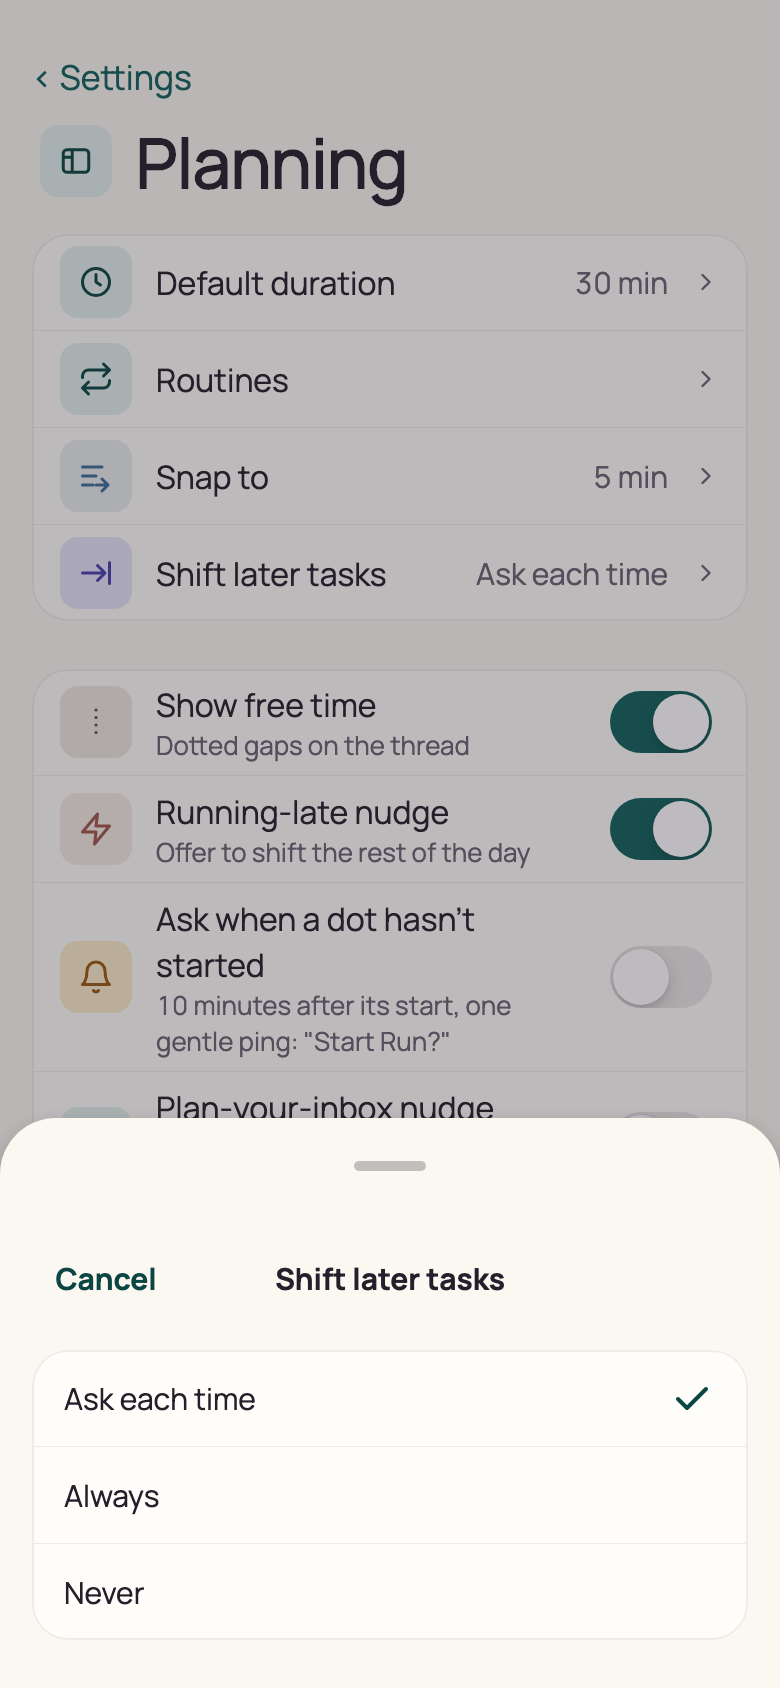 Settings
Planning
Default duration 30 min
Routines
Snap to 5 min
Shift later tasks Ask each time
Show free time
Dotted gaps on the thread
Running-late nudge
Offer to shift the rest of the day
Ask when a dot hasn't
started
10 minutes after its start, one
gentle ping: "Start Run?"
Plan-your-inbox nudge
Cancel Shift later tasks
Ask each time
Always
Never